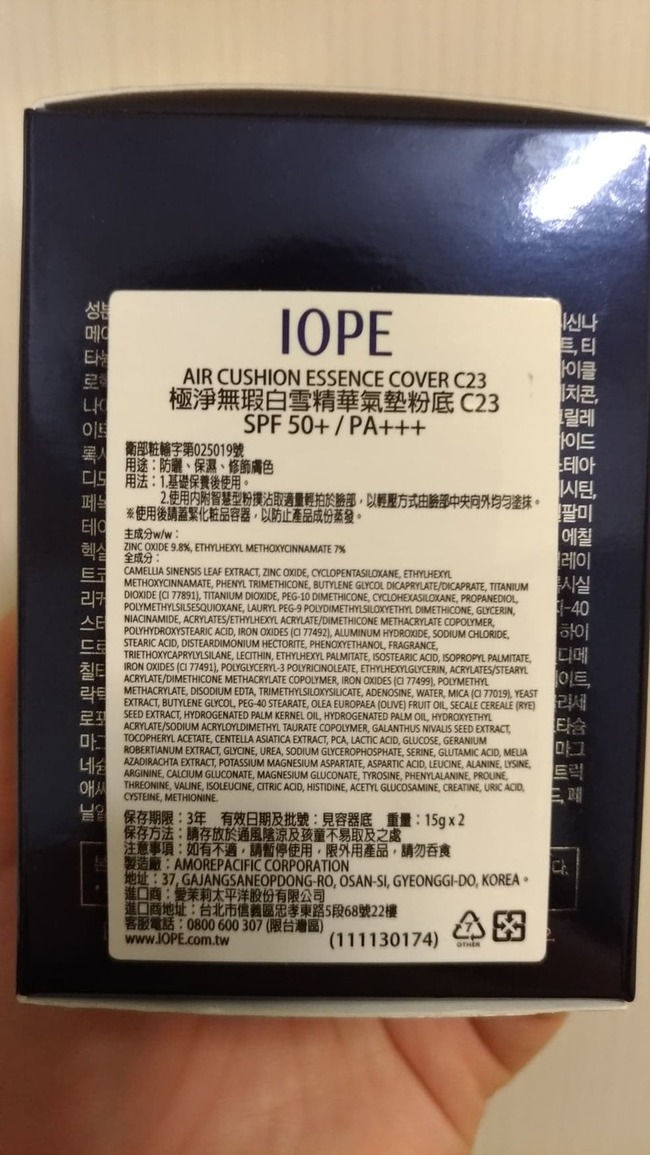 IOPE
AIR CUSHION ESSENCE COVER C23
極淨無瑕白雪精華氣墊粉底 C23
SPF 50+ / PA+++
衛部粧輸字第025019號
用途：防曬、保濕、修飾膚色
用法：1.基礎保養後使用。
2.使用內附智慧型粉撲沾取適量輕拍於臉部，以輕壓方式由臉部中央向外均勻塗抹。
※使用後請蓋緊化粧品容器，以防止產品成份蒸發。
主成分w/w：
ZINC OXIDE 9.8%, ETHYLHEXYL METHOXYCINNAMATE 7%
全成分：
CAMELLIA SINENSIS LEAF EXTRACT, ZINC OXIDE, CYCLOPENTASILOXANE, ETHYLHEXYL
METHOXYCINNAMATE, PHENYL TRIMETHICONE, BUTYLENE GLYCOL DICAPRYLATE/DICAPRATE, TITANIUM
DIOXIDE (CI 77891), TITANIUM DIOXIDE, PEG-10 DIMETHICONE, CYCLOHEXASILOXANE, PROPANEDIOL,
POLYMETHYLSILSESQUIOXANE, LAURYL PEG-9 POLYDIMETHYLSILOXYETHYL DIMETHICONE, GLYCERIN,
NIACINAMIDE, ACRYLATES/ETHYLHEXYL ACRYLATE/DIMETHICONE METHACRYLATE COPOLYMER,
POLYHYDROXYSTEARIC ACID, IRON OXIDES (CI 77492), ALUMINUM HYDROXIDE, SODIUM CHLORIDE,
STEARIC ACID, DISTEARDIMONIUM HECTORITE, PHENOXYETHANOL, FRAGRANCE,
TRIETHOXYCAPRYLYLSILANE, LECITHIN, ETHYLHEXYL PALMITATE, ISOSTEARIC ACID, ISOPROPYL PALMITATE,
IRON OXIDES (CI 77491), POLYGLYCERYL-3 POLYRICINOLEATE, ETHYLHEXYLGLYCERIN, ACRYLATES/STEARYL
ACRYLATE/DIMETHICONE METHACRYLATE COPOLYMER, IRON OXIDES (CI 77499), POLYMETHYL
METHACRYLATE, DISODIUM EDTA, TRIMETHYLSILOXYSILICATE, ADENOSINE, WATER, MICA (CI 77019), YEAST
EXTRACT, BUTYLENE GLYCOL, PEG-40 STEARATE, OLEA EUROPAEA (OLIVE) FRUIT OIL, SECALE CEREALE (RYE)
SEED EXTRACT, HYDROGENATED PALM KERNEL OIL, HYDROGENATED PALM OIL, HYDROXYETHYL
ACRYLATE/SODIUM ACRYLOYLDIMETHYL TAURATE COPOLYMER, GALANTHUS NIVALIS SEED EXTRACT,
TOCOPHERYL ACETATE, CENTELLA ASIATICA EXTRACT, PCA, LACTIC ACID, GLUCOSE, GERANIUM
ROBERTIANUM EXTRACT, GLYCINE, UREA, SODIUM GLYCEROPHOSPHATE, SERINE, GLUTAMIC ACID, MELIA
AZADIRACHTA EXTRACT, POTASSIUM MAGNESIUM ASPARTATE, ASPARTIC ACID, LEUCINE, ALANINE, LYSINE,
ARGININE, CALCIUM GLUCONATE, MAGNESIUM GLUCONATE, TYROSINE, PHENYLALANINE, PROLINE,
THREONINE, VALINE, ISOLEUCINE, CITRIC ACID, HISTIDINE, ACETYL GLUCOSAMINE, CREATINE, URIC ACID,
CYSTEINE, METHIONINE.
保存期限：3年 有效日期及批號：見容器底 重量：15g x 2
保存方法：請存放於通風陰涼及孩童不易取及之處
注意事項：如有不適，請暫停使用，限外用產品，請勿吞食
製造廠：AMOREPACIFIC CORPORATION
地址：37, GAJANGSANEOPDONG-RO, OSAN-SI, GYEONGGI-DO, KOREA。
進口商：愛茉莉太平洋股份有限公司
進口商地址：台北市信義區忠孝東路5段68號22樓
客服電話：0800 600 307 (限台灣區)
www.IOPE.com.tw
(111130174)
7
OTHER